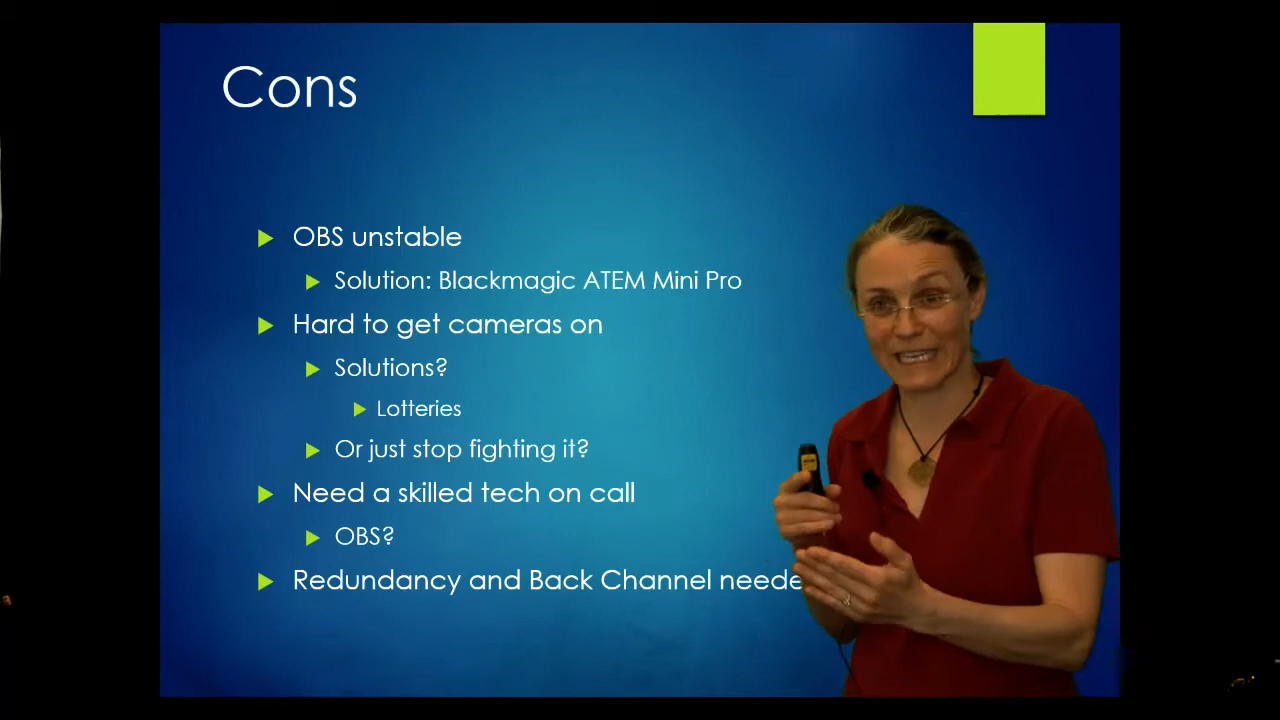 Cons
OBS unstable
Solution: Blackmagic ATEM Mini Pro
Hard to get cameras on
Solutions?
Lotteries
Or just stop fighting it?
Need a skilled tech on call
OBS?
Redundancy and Back Channel neede